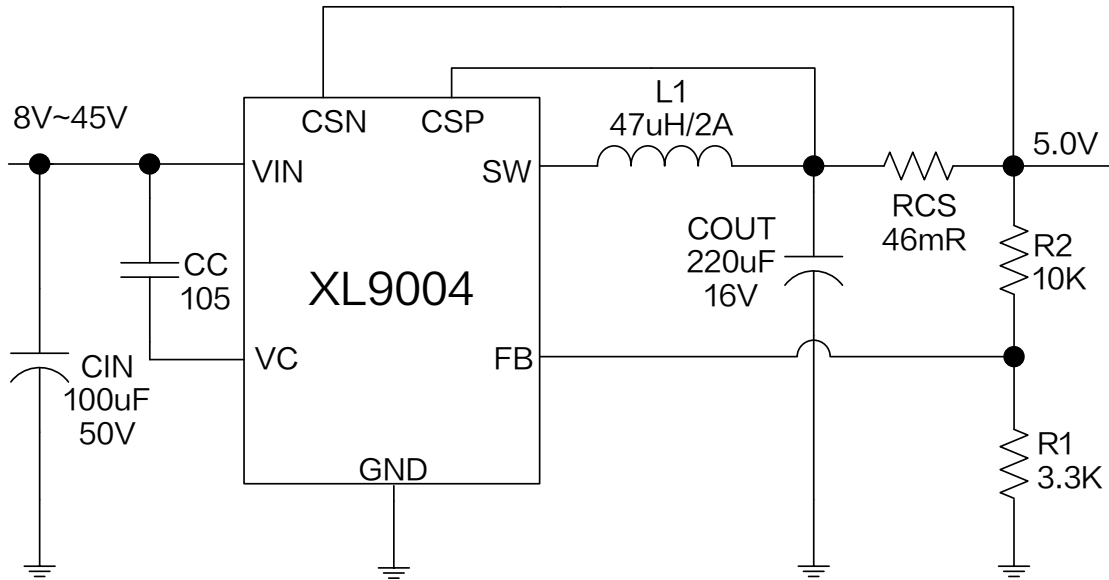 8V~45V
CSN
CSP
L1
47uH/2A
5.0V
VIN
SW
RCS
46mR
COUT
220uF
16V
R2
10K
CC
105
XL9004
VC
FB
CIN
100uF
50V
GND
R1
3.3K